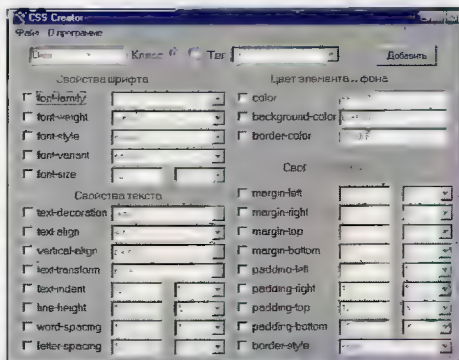 CSS Creator
Файл О программе
Класс Тег Добавить
Свойства шрифта
font-family
font-weight
font-style
font-variant
font-size
Свойства текста
text-decoration
text-align
vertical-align
text-transform
text-indent
line-height
word-spacing
letter-spacing
Цвет элемента фона
color
background-color
border-color
margin-left
margin-right
margin-top
margin-bottom
padding-left
padding-right
padding-top
padding-bottom
border-style